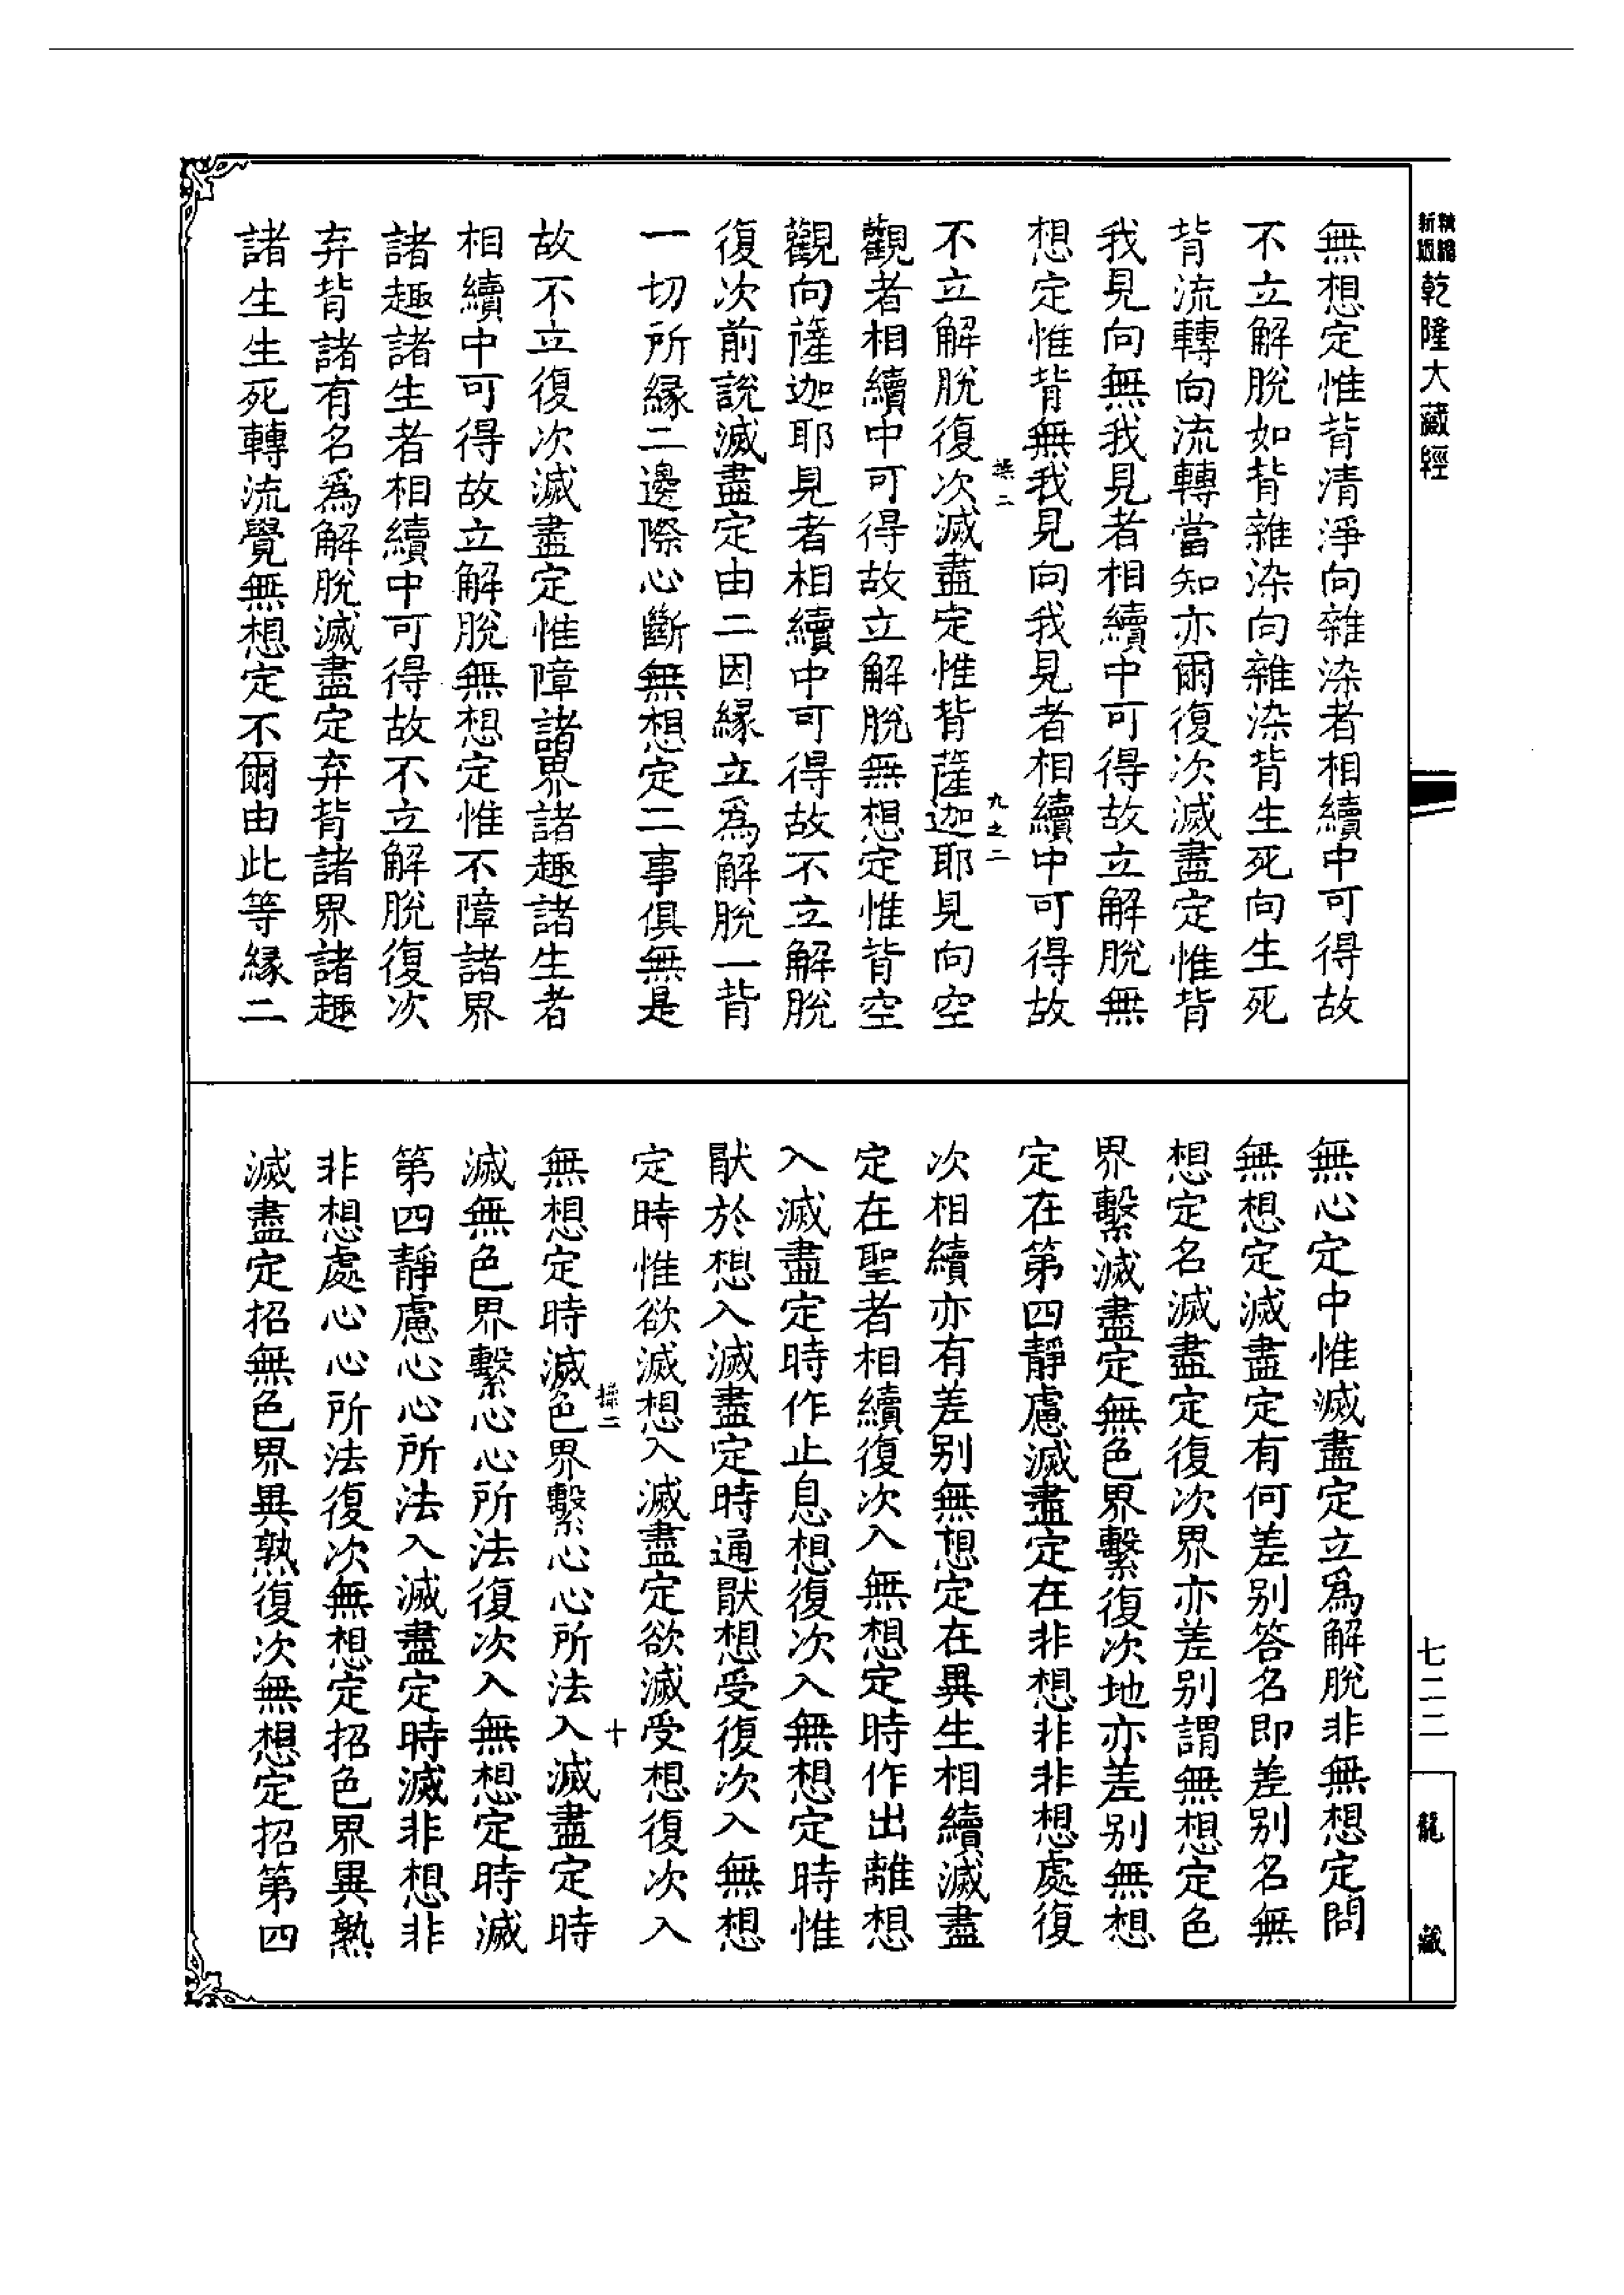 精縮
新版
乾隆大藏經
無想定惟背清淨向雜染者相續中可得故
不立解脫如背雜染向雜染背生死向生死
背流轉向流轉當知亦爾復次滅盡定惟背
我見向無我見者相續中可得故立解脫無
想定惟背無我見向我見者相續中可得故
操二
九之二
不立解脫復次滅盡定惟背薩迦耶見向空
觀者相續中可得故立解脫無想定惟背空
觀向薩迦耶見者相續中可得故不立解脫
復次前說滅盡定由二因緣立爲解脫一背
一切所緣二邊際心斷無想定二事俱無是
故不立復次滅盡定惟障諸界諸趣諸生者
相續中可得故立解脫無想定惟不障諸界
諸趣諸生者相續中可得故不立解脫復次
弃背諸有名爲解脫滅盡定弃背諸界諸趣
諸生生死轉流覺無想定不爾由此等緣二
無心定中惟滅盡定立爲解脫非無想定問
無想定滅盡定有何差别答名即差别名無
想定名滅盡定復次界亦差别謂無想定色
界繫滅盡定無色界繫復次地亦差别無想
定在第四靜慮滅盡定在非想非非想處復
次相續亦有差别無想定在異生相續滅盡
定在聖者相續復次入無想定時作出離想
入滅盡定時作止息想復次入無想定時惟
猒於想入滅盡定時通猒想受復次入無想
定時惟欲滅想入滅盡定欲滅受想復次入
操二
十
無想定時滅色界繫心心所法入滅盡定時
滅無色界繫心心所法復次入無想定時滅
第四靜慮心心所法入滅盡定時滅非想非
非想處心心所法復次無想定招色界異熟
滅盡定招無色界異熟復次無想定招第四
七二二
龍藏